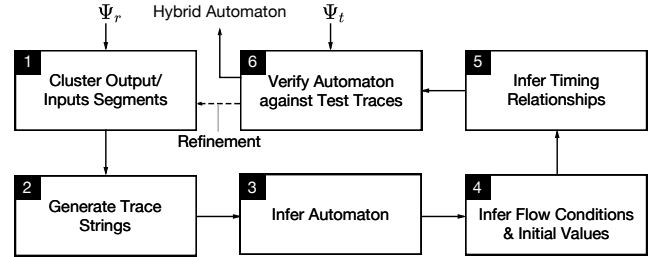 Ψr
Hybrid Automaton
Ψt
1
Cluster Output/
Inputs Segments
6
Verify Automaton
against Test Traces
5
Infer Timing
Relationships
Refinement
2
Generate Trace
Strings
3
Infer Automaton
4
Infer Flow Conditions
& Initial Values